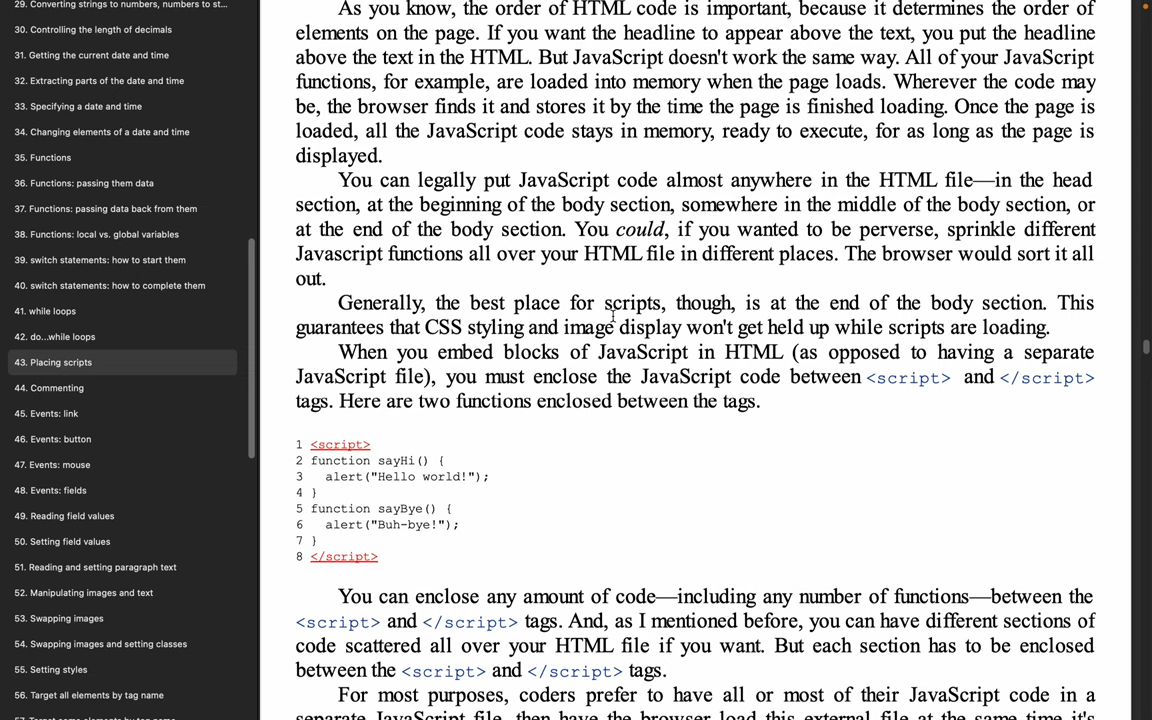 29. Converting strings to numbers, numbers to st...
30. Controlling the length of decimals
31. Getting the current date and time
32. Extracting parts of the date and time
33. Specifying a date and time
34. Changing elements of a date and time
35. Functions
36. Functions: passing them data
37. Functions: passing data back from them
38. Functions: local vs. global variables
39. switch statements: how to start them
40. switch statements: how to complete them
41. while loops
42. do...while loops
43. Placing scripts
44. Commenting
45. Events: link
46. Events: button
47. Events: mouse
48. Events: fields
49. Reading field values
50. Setting field values
51. Reading and setting paragraph text
52. Manipulating images and text
53. Swapping images
54. Swapping images and setting classes
55. Setting styles
56. Target all elements by tag name
As you know, the order of HTML code is important, because it determines the order of
elements on the page. If you want the headline to appear above the text, you put the headline
above the text in the HTML. But JavaScript doesn't work the same way. All of your JavaScript
functions, for example, are loaded into memory when the page loads. Wherever the code may
be, the browser finds it and stores it by the time the page is finished loading. Once the page is
loaded, all the JavaScript code stays in memory, ready to execute, for as long as the page is
displayed.
You can legally put JavaScript code almost anywhere in the HTML file—in the head
section, at the beginning of the body section, somewhere in the middle of the body section, or
at the end of the body section. You could, if you wanted to be perverse, sprinkle different
Javascript functions all over your HTML file in different places. The browser would sort it all
out.
Generally, the best place for scripts, though, is at the end of the body section. This
guarantees that CSS styling and image display won't get held up while scripts are loading.
When you embed blocks of JavaScript in HTML (as opposed to having a separate
JavaScript file), you must enclose the JavaScript code between <script> and </script>
tags. Here are two functions enclosed between the tags.
1 <script>
2 function sayHi() {
3   alert("Hello world!");
4 }
5 function sayBye() {
6   alert("Buh-bye!");
7 }
8 </script>
You can enclose any amount of code—including any number of functions—between the
<script> and </script> tags. And, as I mentioned before, you can have different sections of
code scattered all over your HTML file if you want. But each section has to be enclosed
between the <script> and </script> tags.
For most purposes, coders prefer to have all or most of their JavaScript code in a
separate JavaScript file, then have the browser load this external file at the same time it's